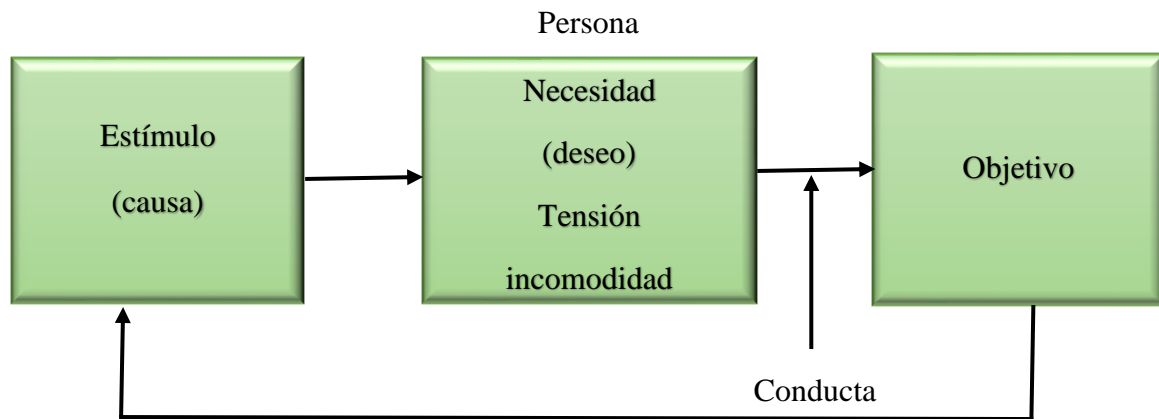 Persona
Estímulo
(causa)
Necesidad
(deseo)
Tensión
incomodidad
Objetivo
Conducta